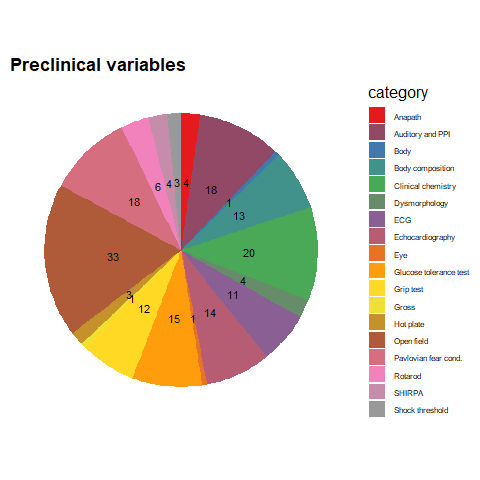 Preclinical variables
category
Anapath
Auditory and PPI
Body
Body composition
Clinical chemistry
Dysmorphology
ECG
Echocardiography
Eye
Glucose tolerance test
Grip test
Gross
Hot plate
Open field
Pavlovian fear cond.
Rotarod
SHIRPA
Shock threshold
4
18
1
13
20
4
11
14
1
15
12
1
3
33
18
6
4
3